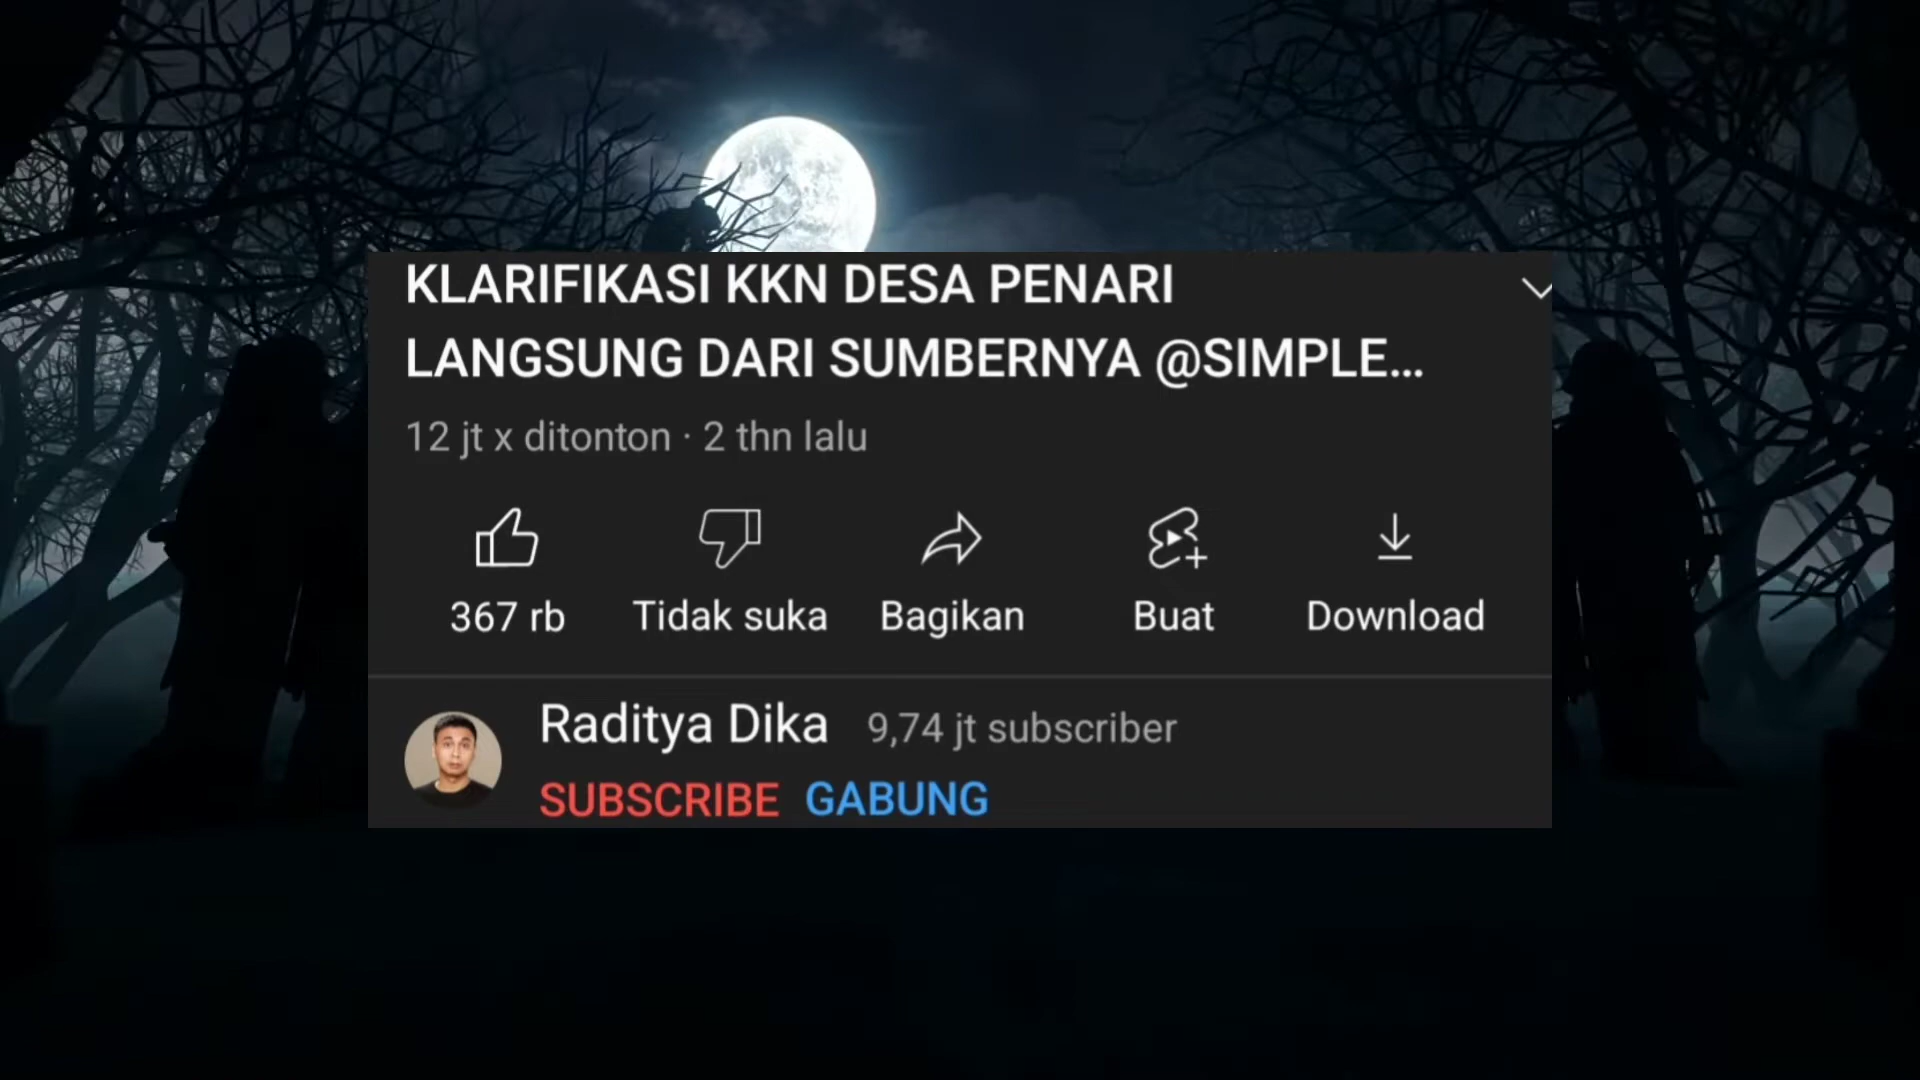 KLARIFIKASI KKN DESA PENARI
LANGSUNG DARI SUMBERNYA @SIMPLE...
12 jt x ditonton · 2 thn lalu
367 rb Tidak suka Bagikan Buat Download
Raditya Dika 9,74 jt subscriber
SUBSCRIBE GABUNG